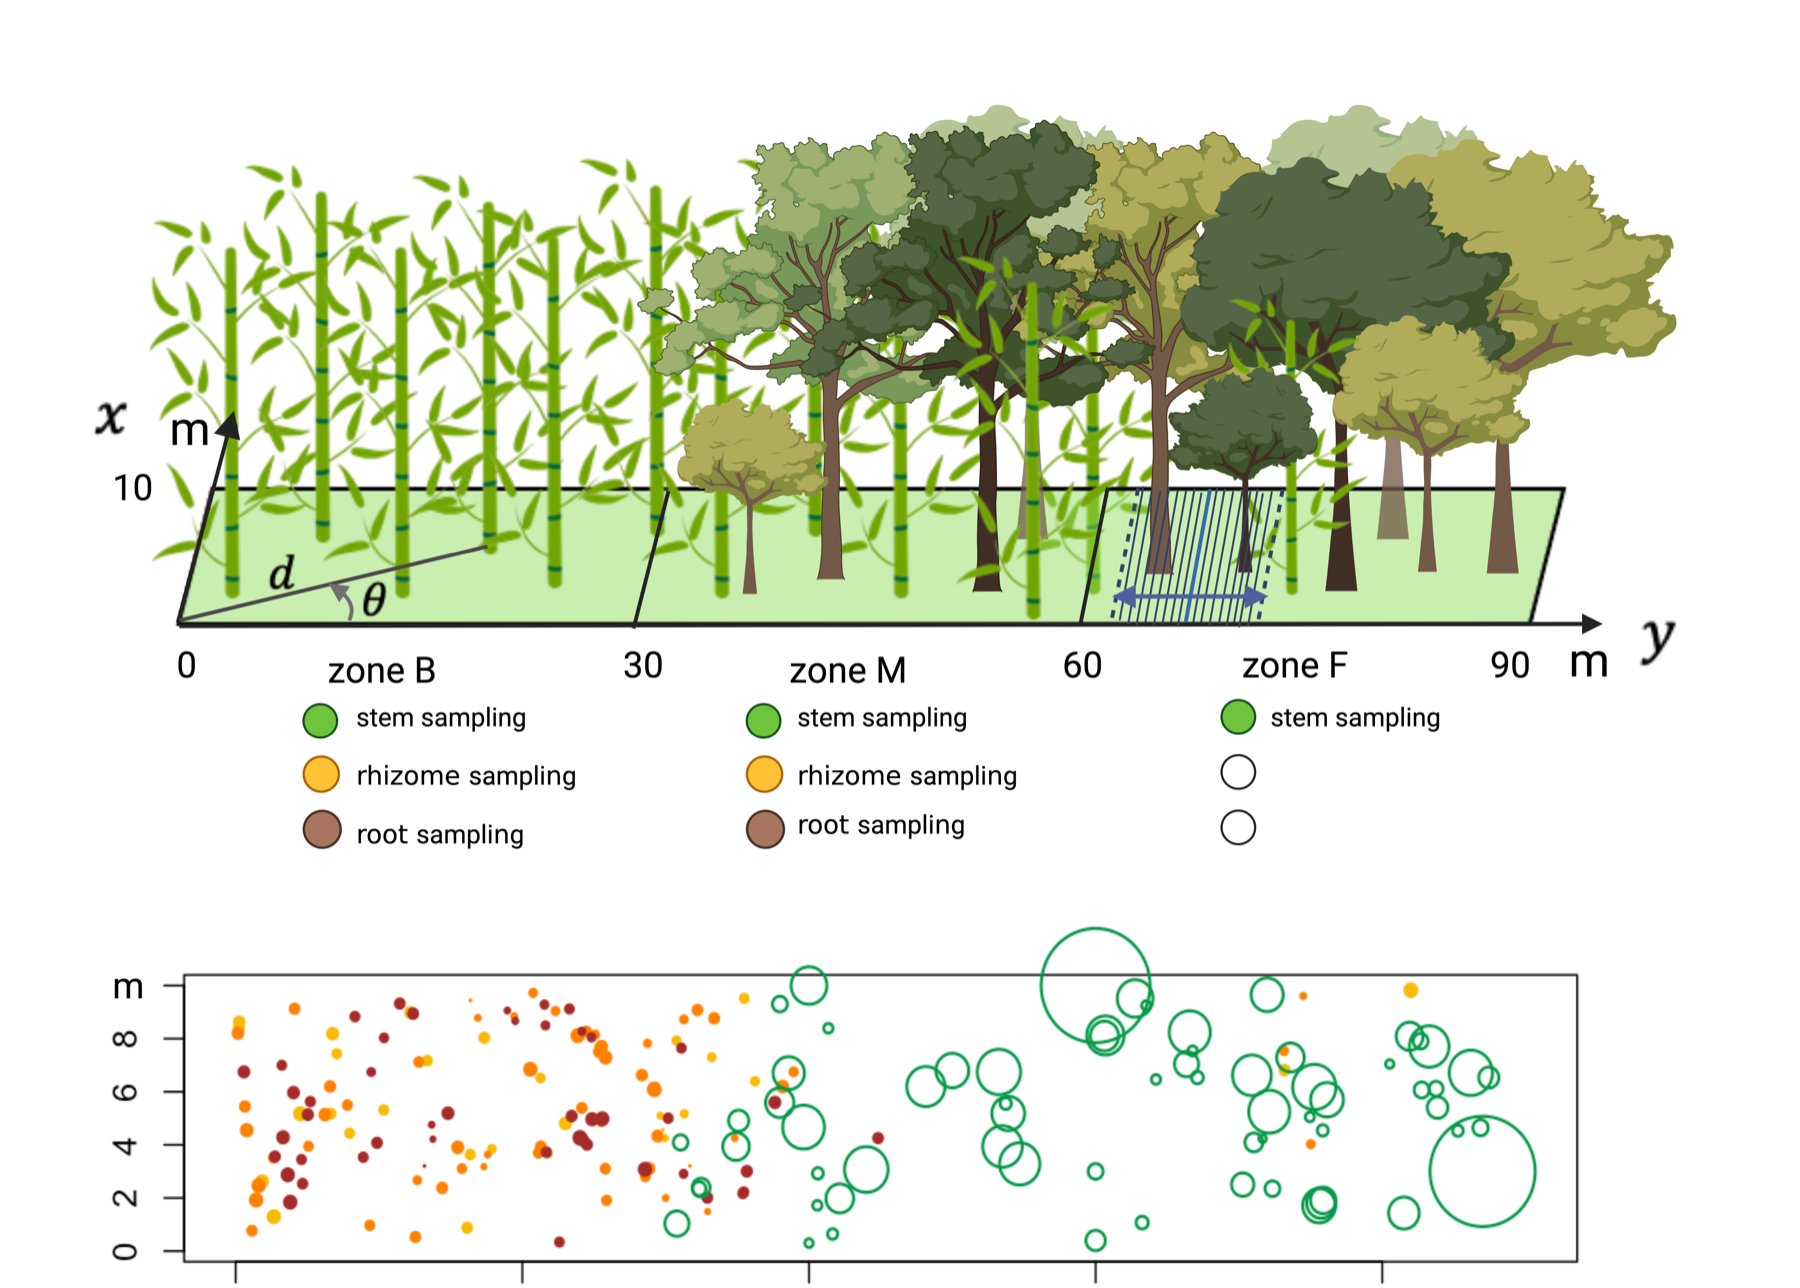 x
m
10
d
θ
0 zone B 30 zone M 60 zone F 90 m y
stem sampling stem sampling stem sampling
rhizome sampling rhizome sampling
root sampling root sampling
m
8
6
4
2
0